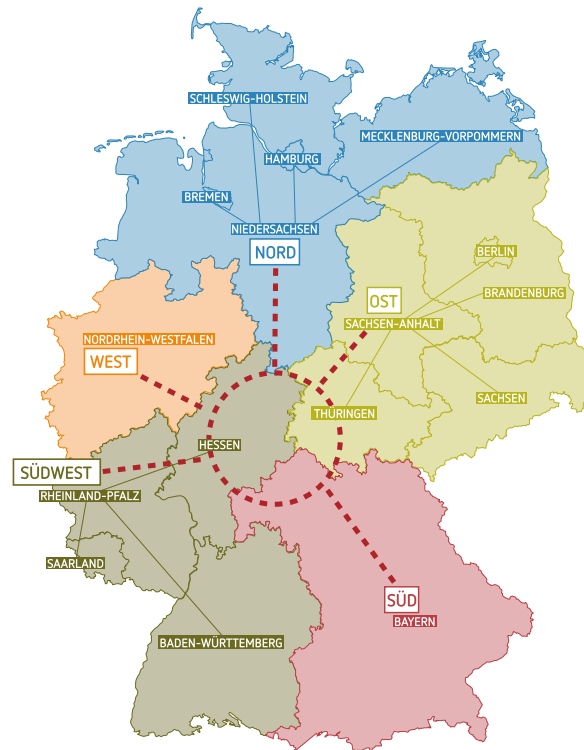 SCHLESWIG-HOLSTEIN
MECKLENBURG-VORPOMMERN
HAMBURG
BREMEN
NIEDERSACHSEN
NORD
BERLIN
BRANDENBURG
OST
SACHSEN-ANHALT
NORDRHEIN-WESTFALEN
WEST
SACHSEN
THÜRINGEN
HESSEN
SÜDWEST
RHEINLAND-PFALZ
SAARLAND
SÜD
BAYERN
BADEN-WÜRTTEMBERG